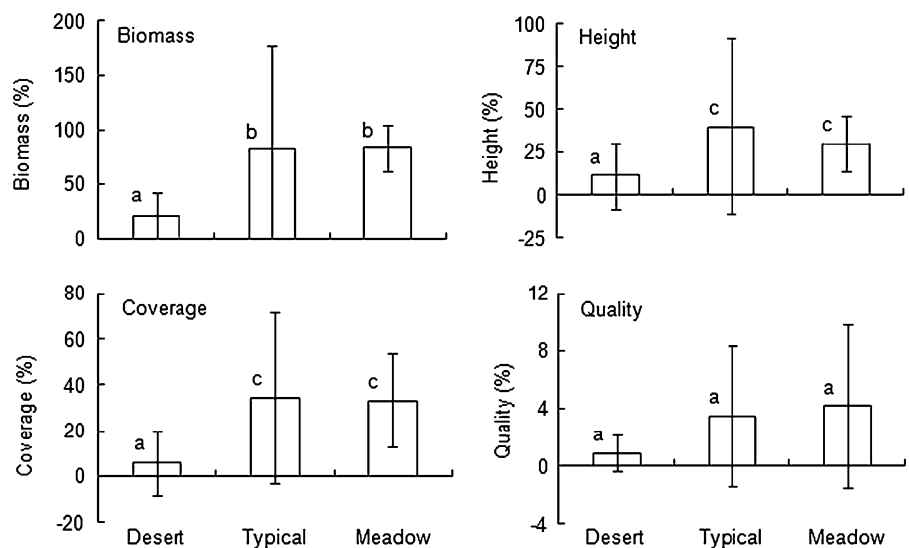 Biomass
Biomass (%)
200
150
100
50
0
a
b
b
Height
Height (%)
100
75
50
25
0
-25
a
c
c
Coverage
Coverage (%)
80
60
40
20
0
-20
a
c
c
Desert Typical Meadow
Quality
Quality (%)
12
8
4
0
-4
a
a
a
Desert Typical Meadow